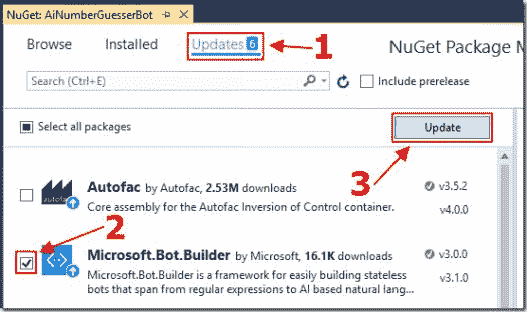 NuGet: AiNumberGuesserBot
Browse Installed Updates 6 NuGet Package M
1
Search (Ctrl+E) Include prerelease
Select all packages Update
3
Autofac by Autofac, 2.53M downloads v3.5.2
Core assembly for the Autofac Inversion of Control container. v4.0.0
2
Microsoft.Bot.Builder by Microsoft, 16.1K downloads v3.0.0
Microsoft.Bot.Builder is a framework for easily building stateless v3.1.0
bots that span from regular expressions to AI based natural lang...